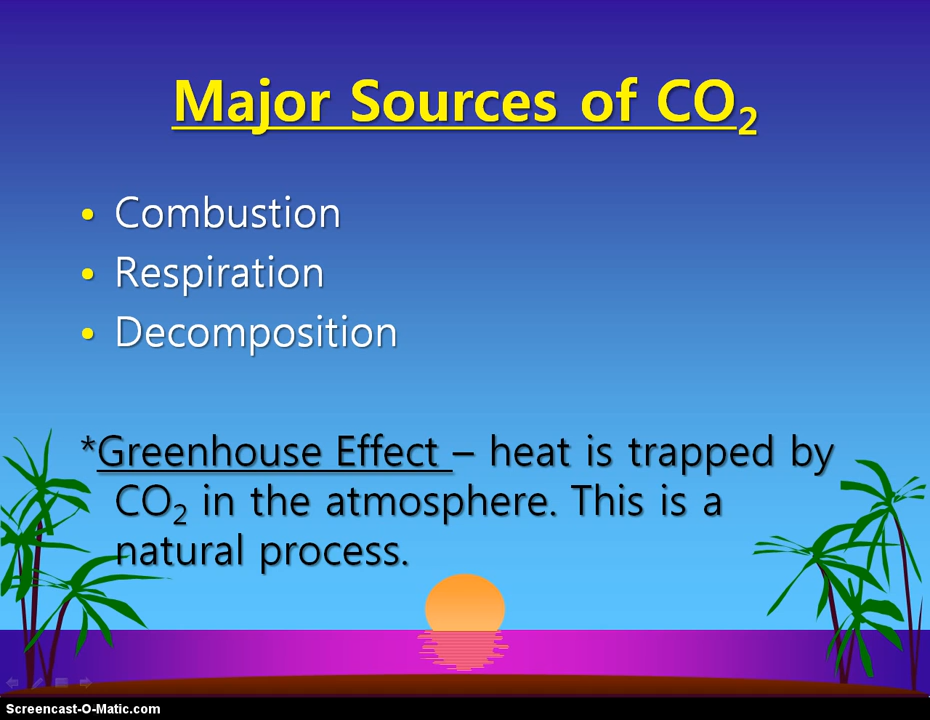 Major Sources of CO₂
• Combustion
• Respiration
• Decomposition
*Greenhouse Effect – heat is trapped by
CO₂ in the atmosphere. This is a
natural process.
Screencast-O-Matic.com